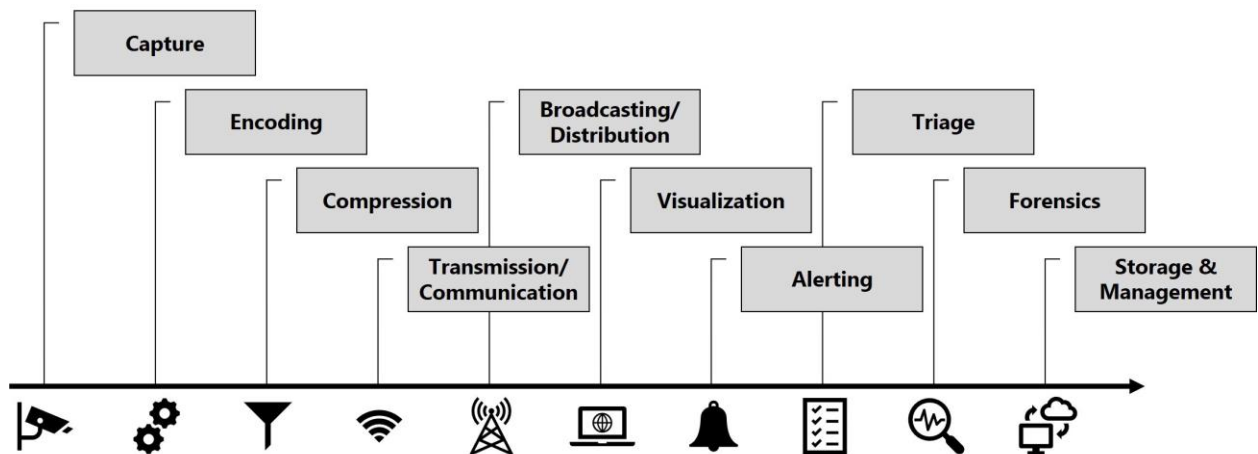 Capture
Encoding
Compression
Transmission/
Communication
Broadcasting/
Distribution
Visualization
Alerting
Triage
Forensics
Storage &
Management